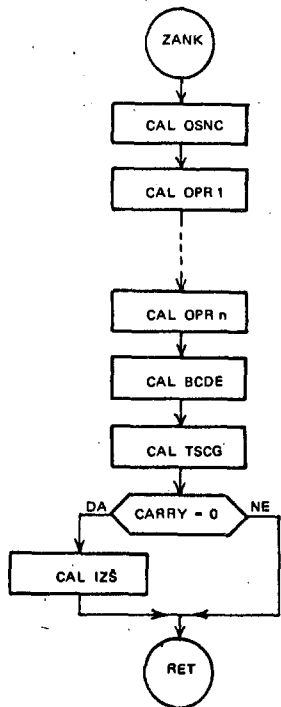 ZANK
CAL OSNC
CAL OPR 1
CAL OPR n
CAL BCDE
CAL TSCG
DA
CARRY = 0
NE
CAL IZŠ
RET